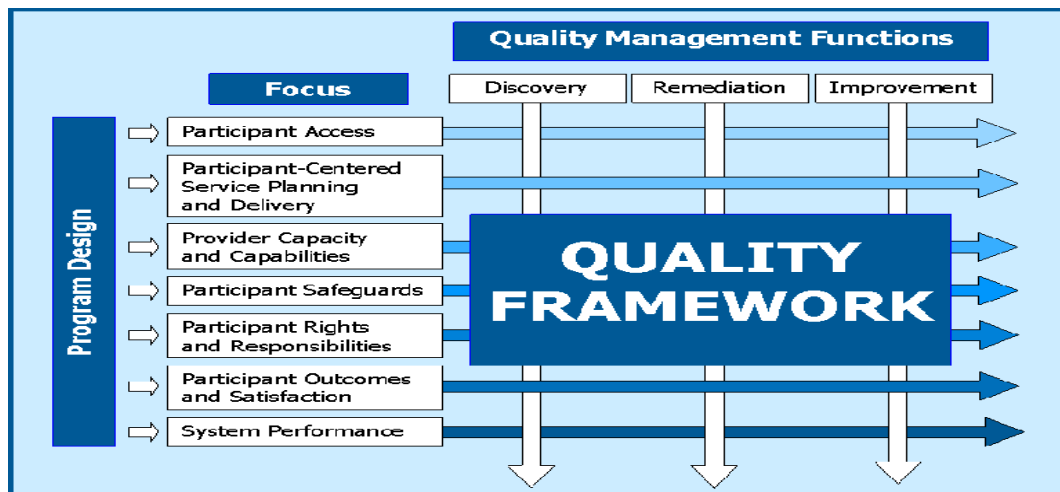 Quality Management Functions
Focus
Discovery
Remediation
Improvement
Program Design
Participant Access
Participant-Centered
Service Planning
and Delivery
Provider Capacity
and Capabilities
Participant Safeguards
Participant Rights
and Responsibilities
Participant Outcomes
and Satisfaction
System Performance
QUALITY
FRAMEWORK